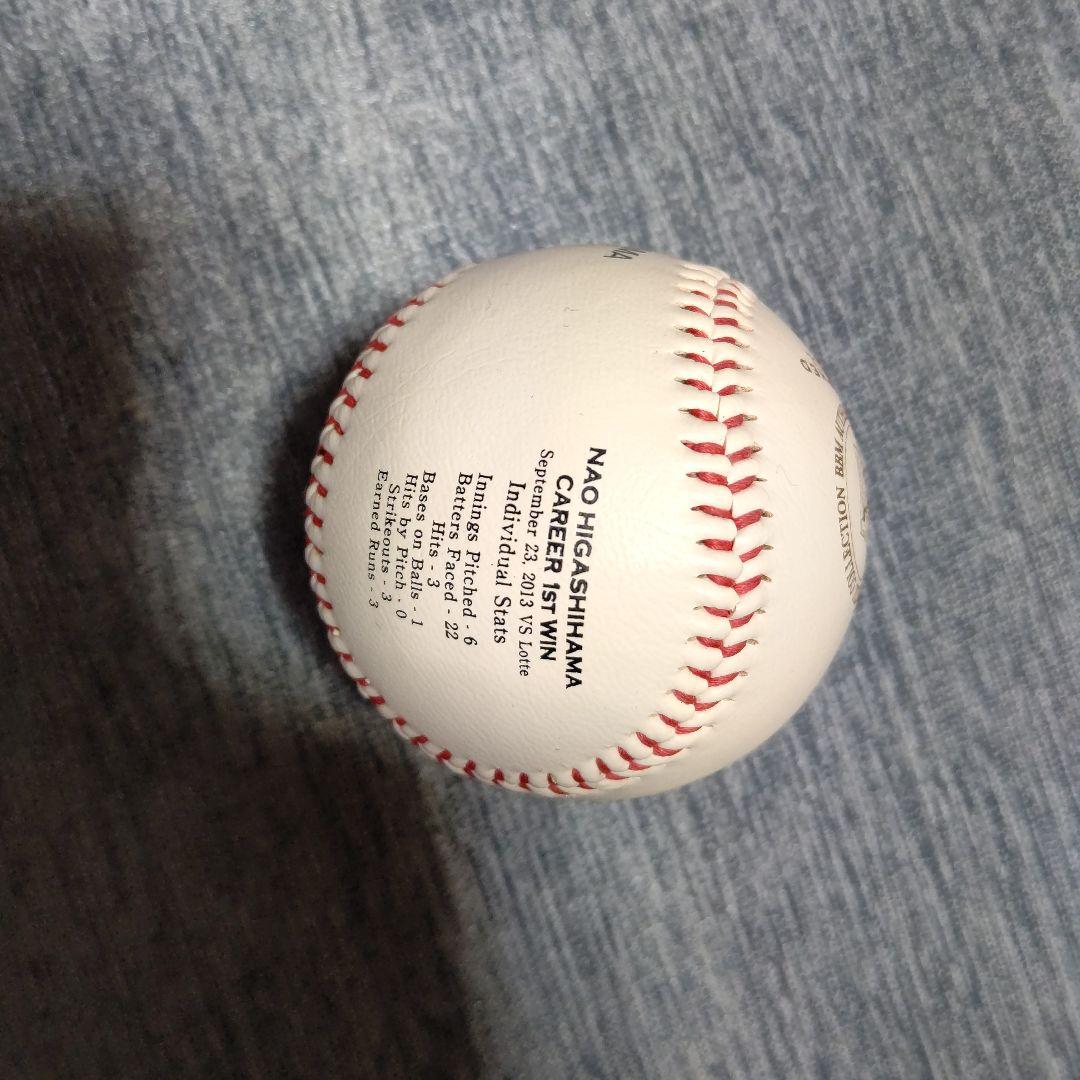 NAO HIGASHIHAMA
CAREER 1ST WIN
September 23, 2013 VS Lotte
Individual Stats
Innings Pitched - 6
Batters Faced - 22
Hits - 3
Bases on Balls - 1
Hits by Pitch - 0
Strikeouts - 3
Earned Runs - 3